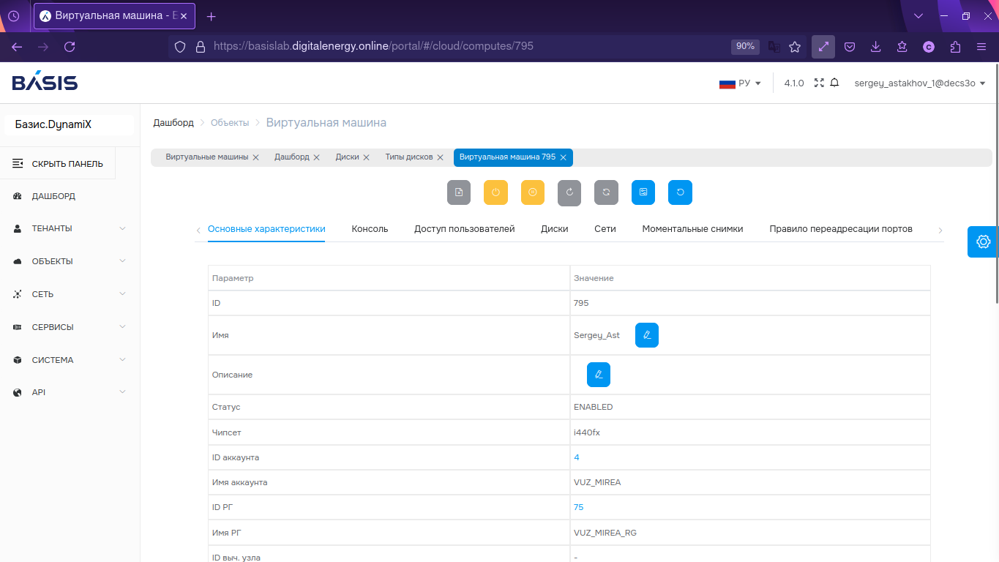 Виртуальная машина - Б
https://basislab.digitalenergy.online/portal/#/cloud/computes/795
90%
BASIS
РУ
4.1.0
sergey_astakhov_1@decs3o
Базис.DynamiX
Дашборд
Объекты
Виртуальная машина
СКРЫТЬ ПАНЕЛЬ
Виртуальные машины
Дашборд
Диски
Типы дисков
Виртуальная машина 795
ДАШБОРД
ТЕНАНТЫ
ОБЪЕКТЫ
СЕТЬ
СЕРВИСЫ
СИСТЕМА
API
Основные характеристики
Консоль
Доступ пользователей
Диски
Сети
Моментальные снимки
Правило переадресации портов
Параметр Значение
ID 795
Имя Sergey_Ast
Описание
Статус ENABLED
Чипсет i440fx
ID аккаунта 4
Имя аккаунта VUZ_MIREA
ID РГ 75
Имя РГ VUZ_MIREA_RG
ID выч. узла -